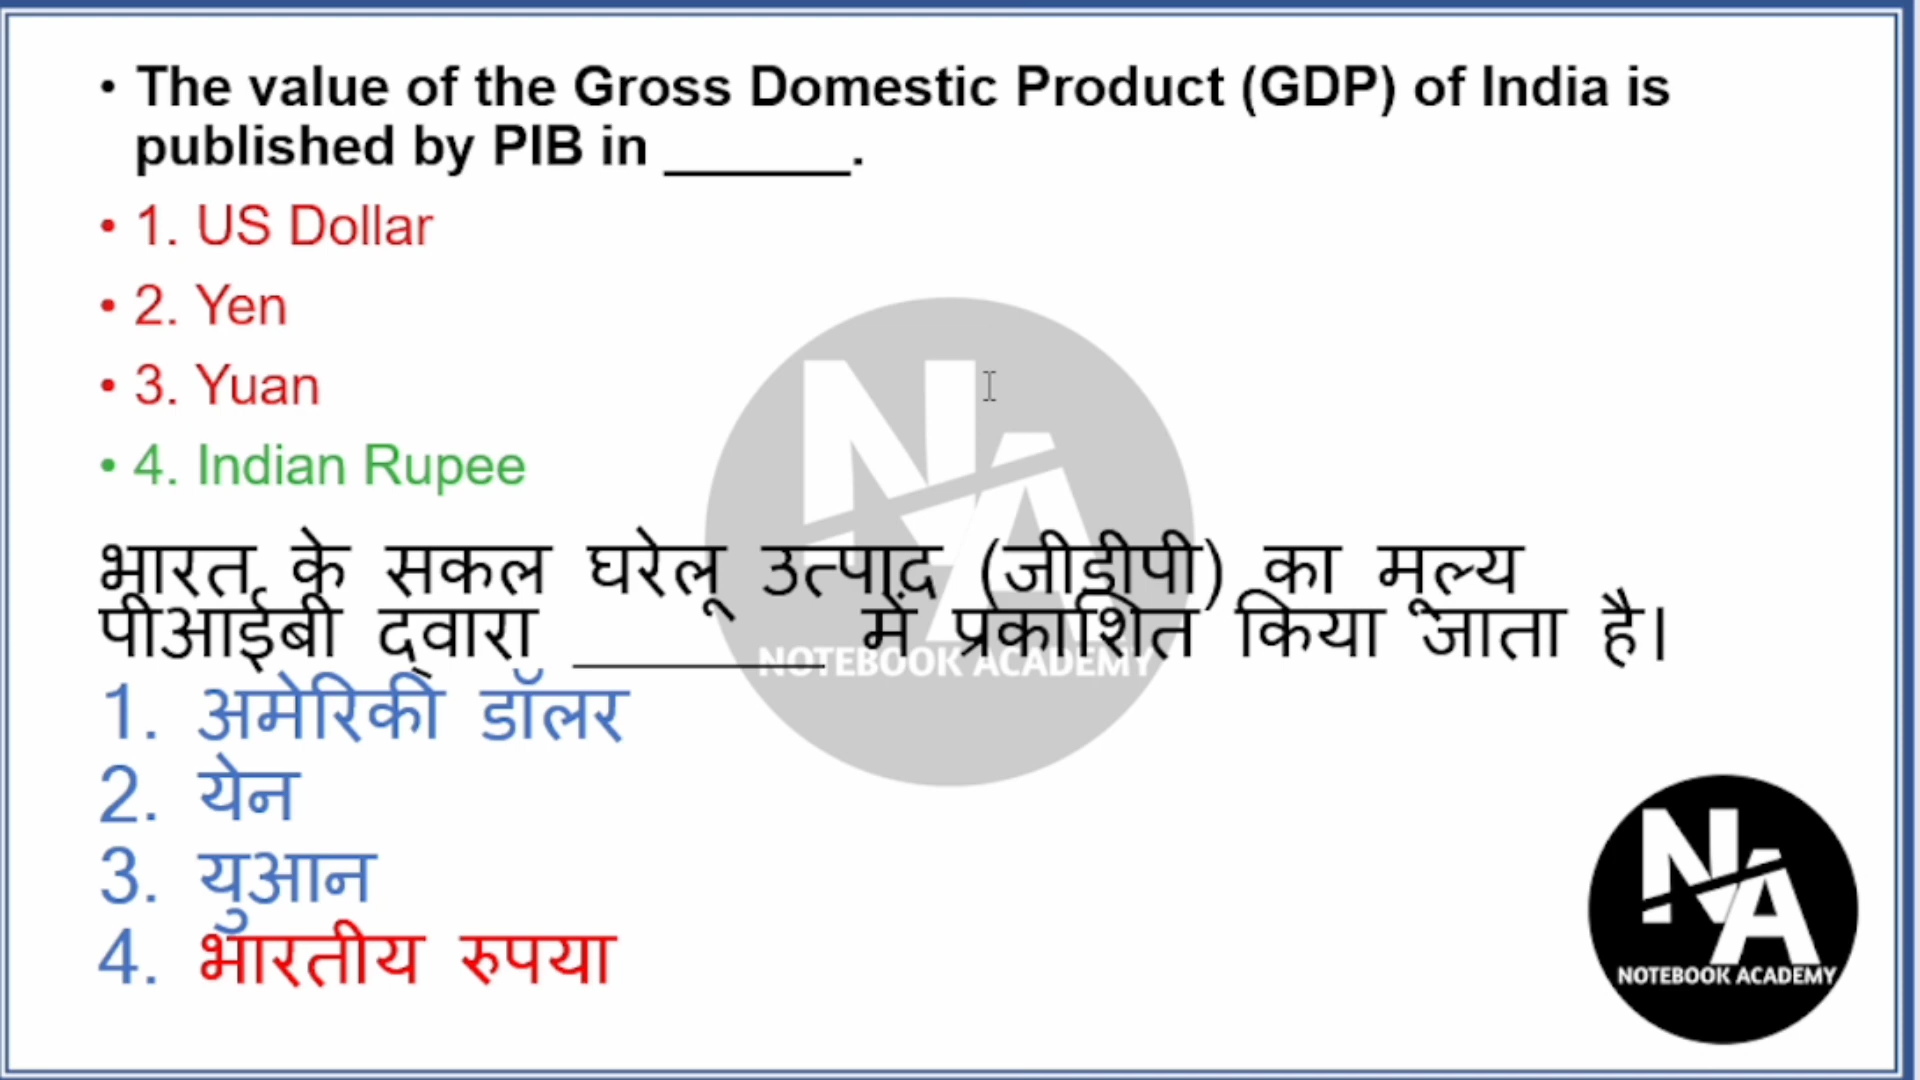 • The value of the Gross Domestic Product (GDP) of India is
published by PIB in ______.
• 1. US Dollar
• 2. Yen
• 3. Yuan
• 4. Indian Rupee
भारत के सकल घरेलू उत्पाद (जीडीपी) का मूल्य
पीआईबी द्वारा ________ में प्रकाशित किया जाता है।
1. अमेरिकी डॉलर
2. येन
3. युआन
4. भारतीय रुपया
NA
NOTEBOOK ACADEMY
NA
NOTEBOOK ACADEMY